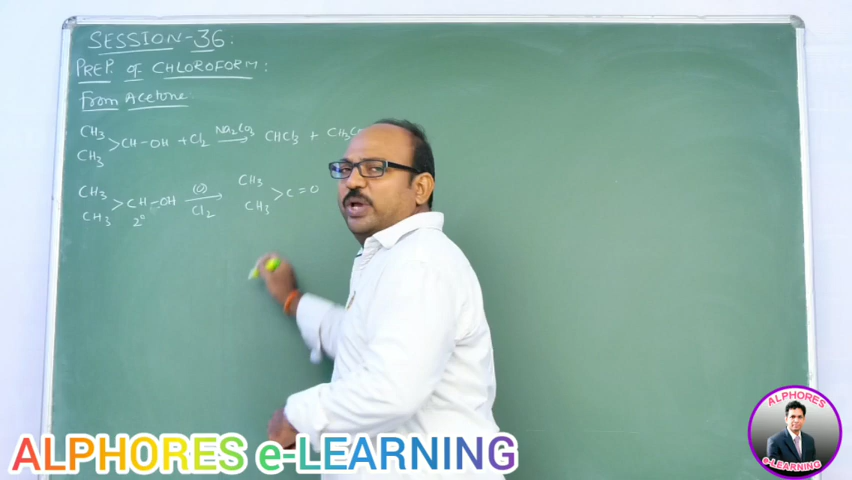 SESSION-36.
PREP. OF CHLOROFORM:
From Acetone
CH3
>CH-OH + Cl2 Na2CO3 → CHCl3 +
CH3
CH3 (O) CH3
>CH-OH → >C=O
CH3 2° Cl2 CH3
ALPHORES e-LEARNING
ALPHORES
e-LEARNING